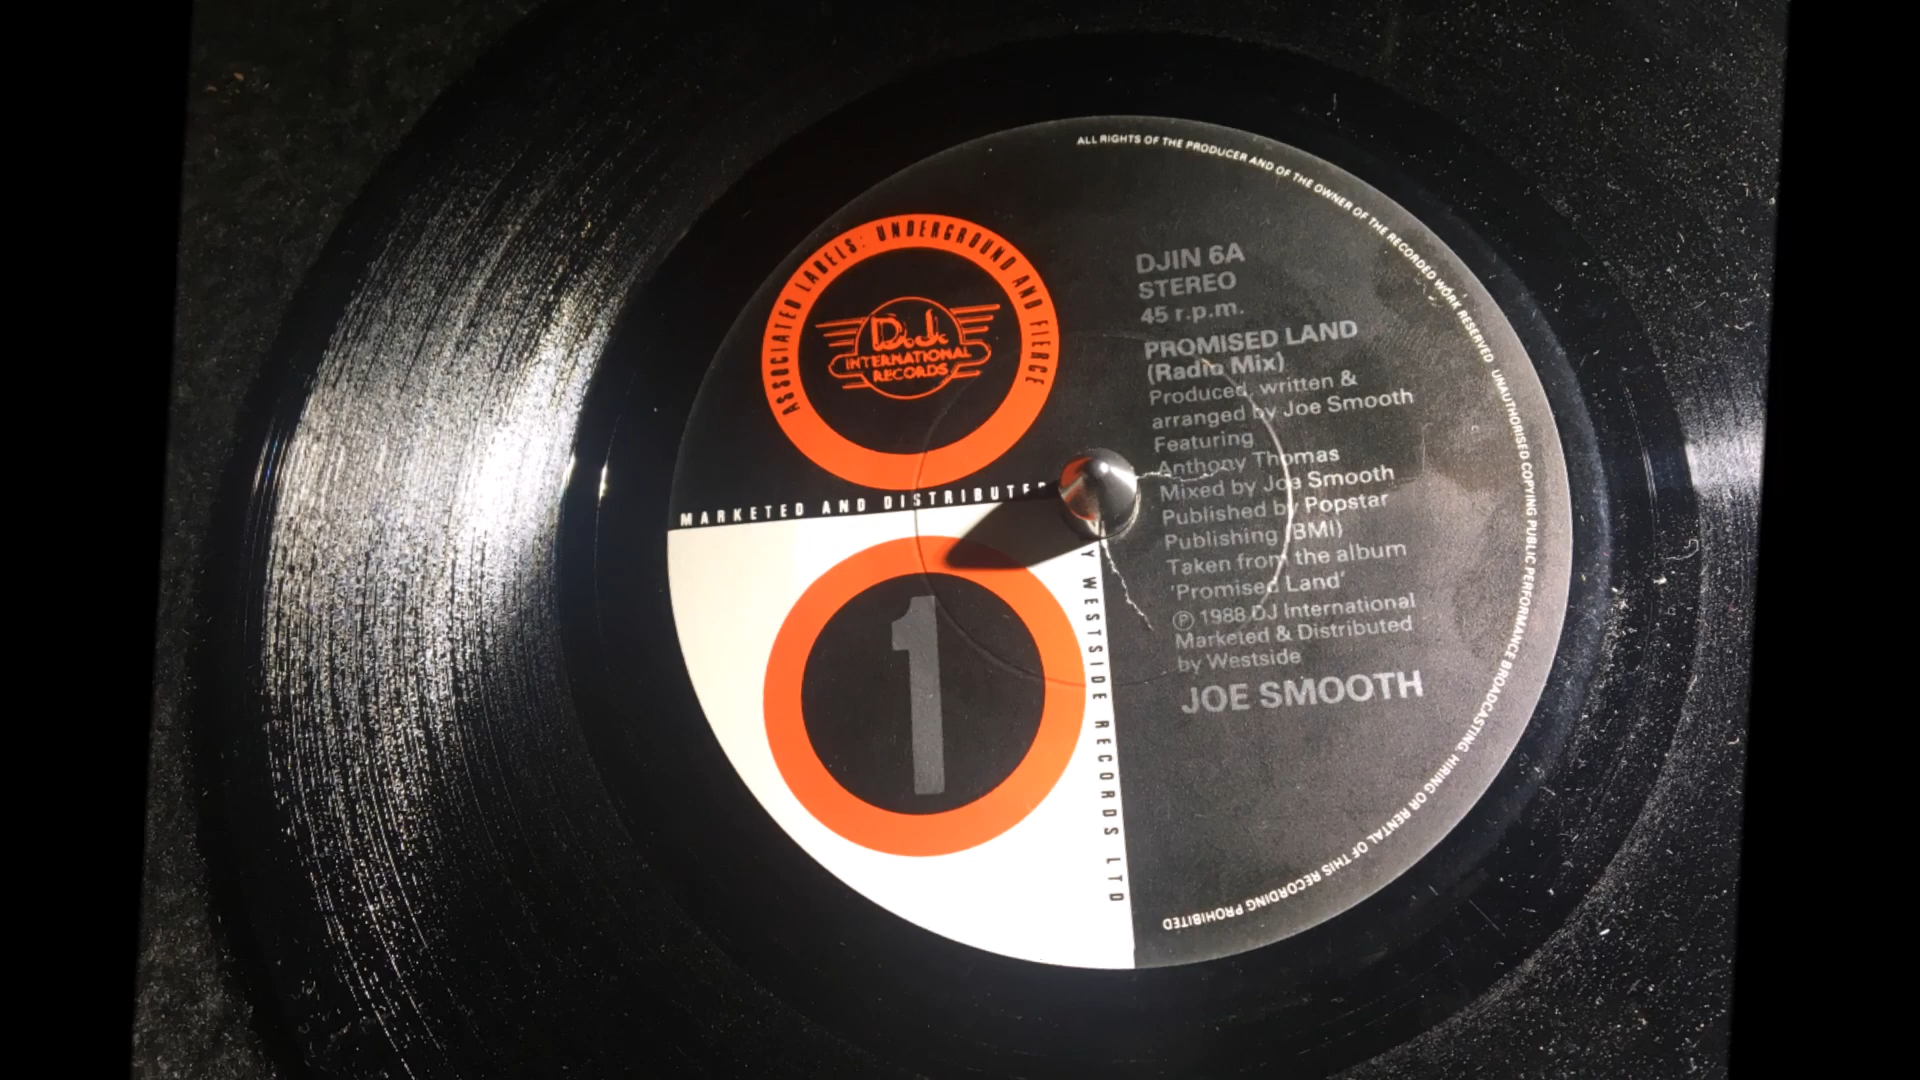 ASSOCIATED LABELS: UNDERGROUND AND FIERCE
D.J.
INTERNATIONAL
RECORDS
MARKETED AND DISTRIBUTED
Y WESTSIDE RECORDS LTD
1
DJIN 6A
STEREO
45 r.p.m.
PROMISED LAND
(Radio Mix)
Produced, written &
arranged by Joe Smooth
Featuring
Anthony Thomas
Mixed by Joe Smooth
Published by Popstar
Publishing (BMI)
Taken from the album
'Promised Land'
℗ 1988 DJ International
Marketed & Distributed
by Westside
JOE SMOOTH
ALL RIGHTS OF THE PRODUCER AND OF THE OWNER OF THE RECORDED WORK RESERVED UNAUTHORISED COPYING PUBLIC PERFORMANCE BROADCASTING, HIRING OR RENTAL OF THIS RECORDING PROHIBITED